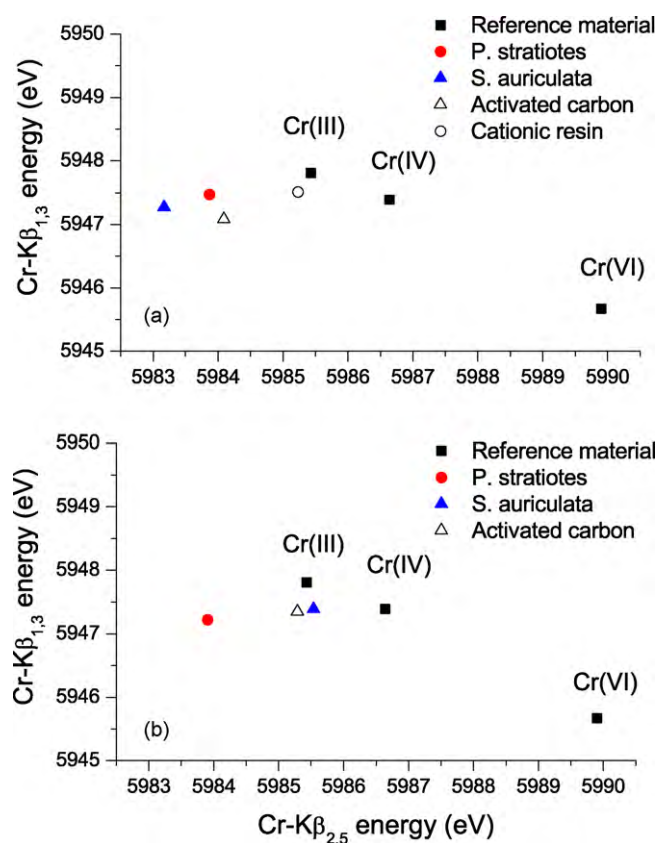 5950
5949
5948
5947
5946
5945
Cr-Kβ1,3 energy (eV)
Reference material
P. stratiotes
S. auriculata
Activated carbon
Cationic resin
Cr(III)
Cr(IV)
Cr(VI)
(a)
5983 5984 5985 5986 5987 5988 5989 5990
5950
5949
5948
5947
5946
5945
Cr-Kβ1,3 energy (eV)
Reference material
P. stratiotes
S. auriculata
Activated carbon
Cr(III)
Cr(IV)
Cr(VI)
(b)
5983 5984 5985 5986 5987 5988 5989 5990
Cr-Kβ2,5 energy (eV)